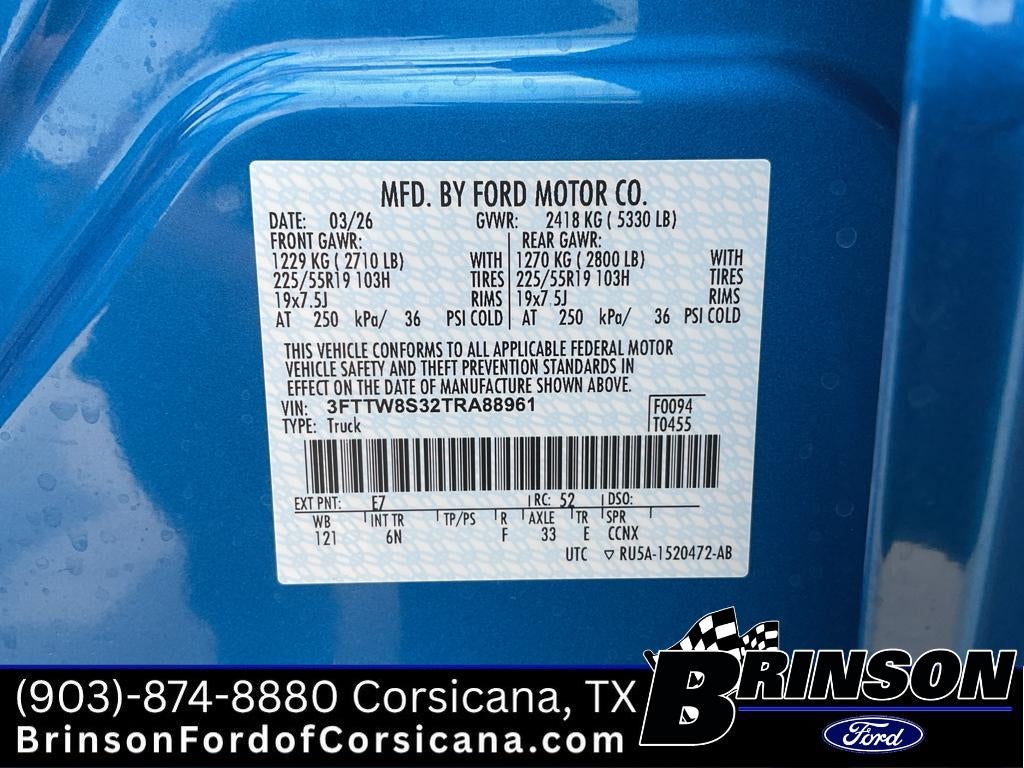 MFD. BY FORD MOTOR CO.
DATE: 03/26 GVWR: 2418 KG ( 5330 LB)
FRONT GAWR: REAR GAWR:
1229 KG ( 2710 LB) WITH 1270 KG ( 2800 LB) WITH
225/55R19 103H TIRES 225/55R19 103H TIRES
19x7.5J RIMS 19x7.5J RIMS
AT 250 kPa/ 36 PSI COLD AT 250 kPa/ 36 PSI COLD
THIS VEHICLE CONFORMS TO ALL APPLICABLE FEDERAL MOTOR
VEHICLE SAFETY AND THEFT PREVENTION STANDARDS IN
EFFECT ON THE DATE OF MANUFACTURE SHOWN ABOVE.
VIN: 3FTTW8S32TRA88961 F0094
TYPE: Truck T0455
EXT PNT: E7 RC: 52 DSO:
WB INT TR TP/PS R AXLE TR SPR
121 6N F 33 E CCNX
UTC ▽ RU5A-1520472-AB
(903)-874-8880 Corsicana, TX
BrinsonFordofCorsicana.com
BRINSON
Ford